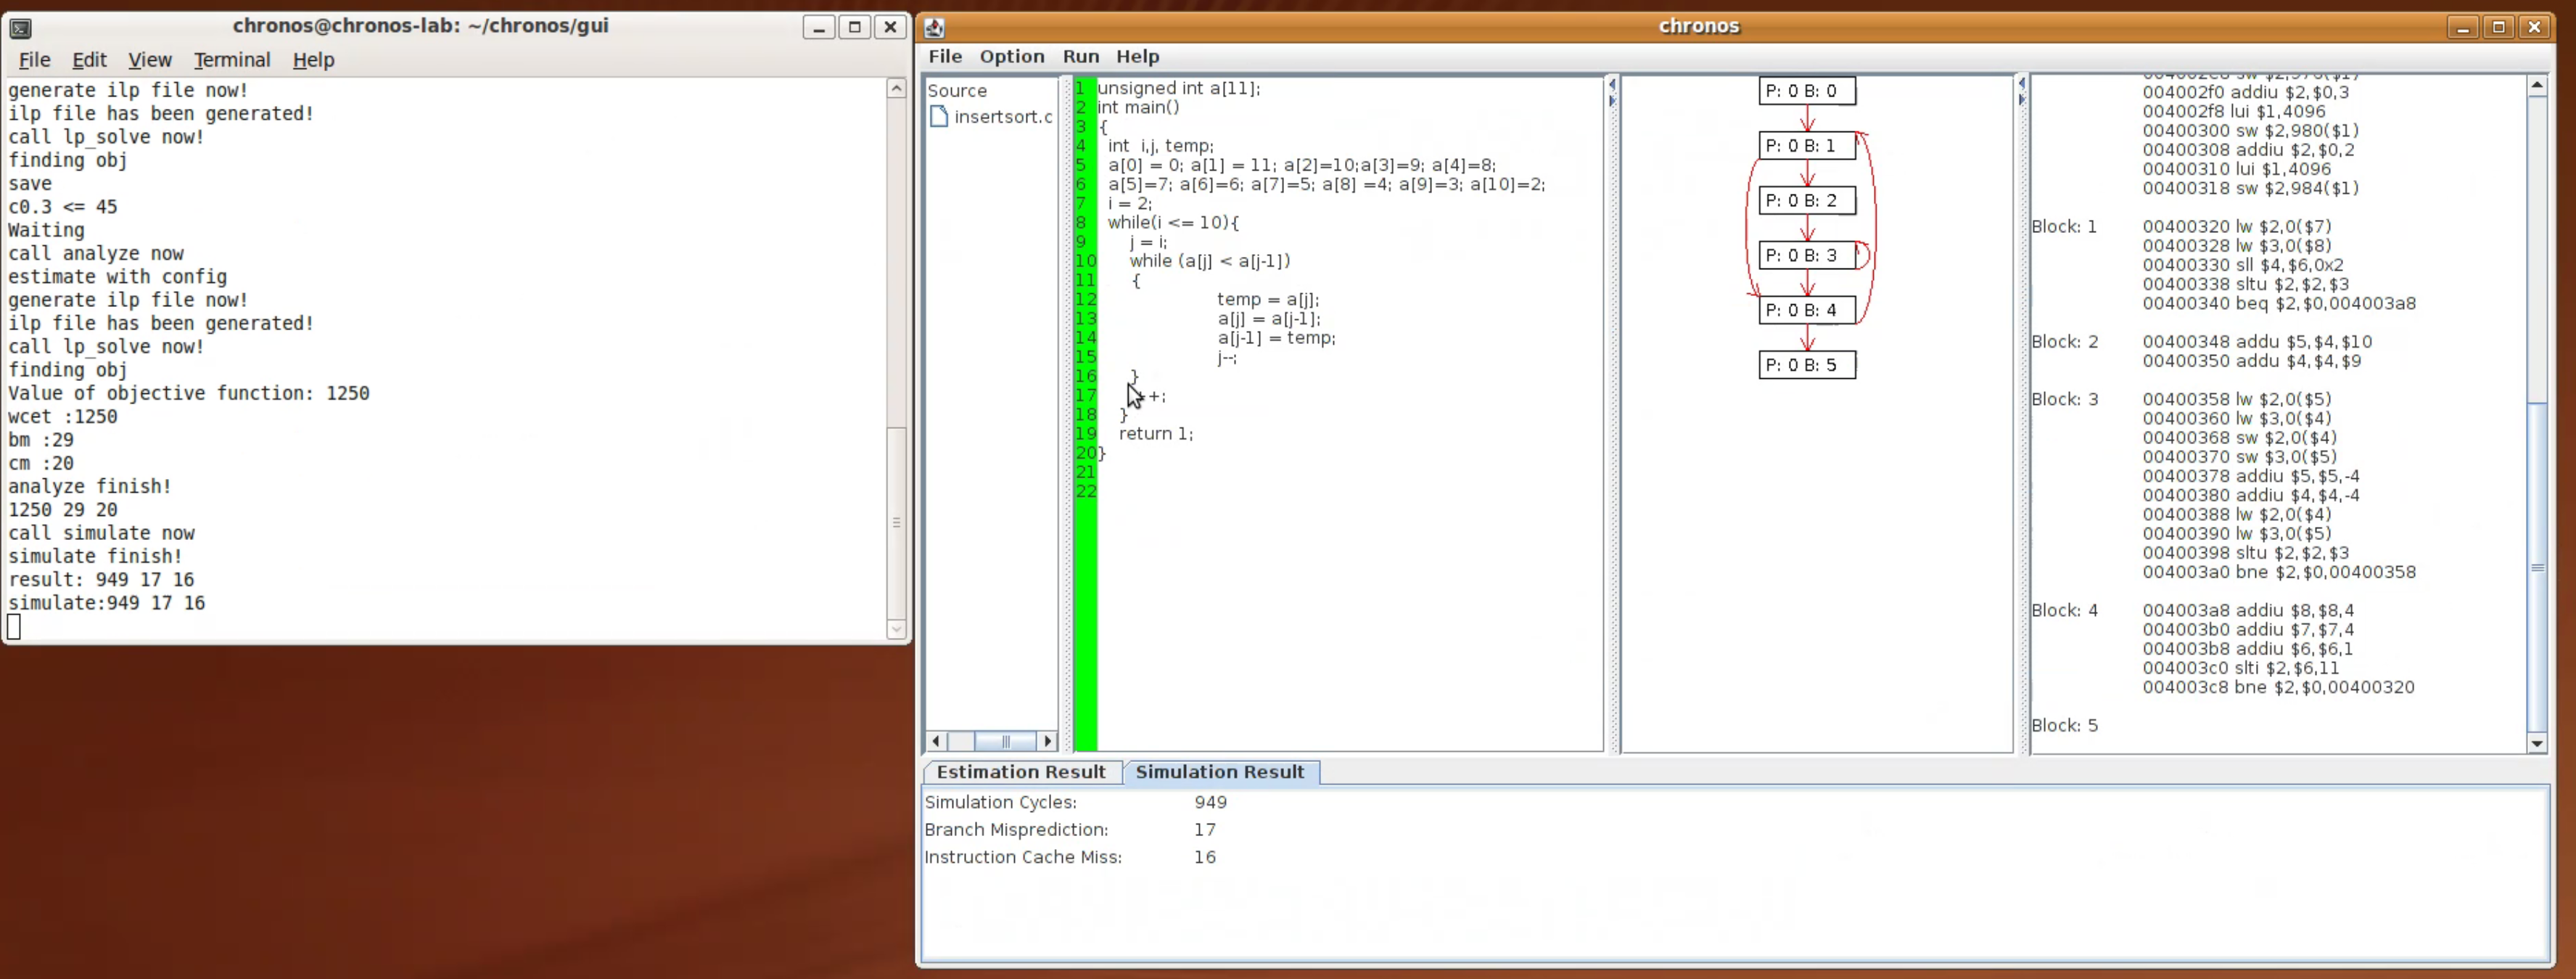 chronos@chronos-lab: ~/chronos/gui
File Edit View Terminal Help
generate ilp file now!
ilp file has been generated!
call lp_solve now!
finding obj
save
c0.3 <= 45
Waiting
call analyze now
estimate with config
generate ilp file now!
ilp file has been generated!
call lp_solve now!
finding obj
Value of objective function: 1250
wcet :1250
bm :29
cm :20
analyze finish!
1250 29 20
call simulate now
simulate finish!
result: 949 17 16
simulate:949 17 16
chronos
File Option Run Help
Source
insertsort.c
1 unsigned int a[11];
2 int main()
3 {
4 int i,j, temp;
5 a[0] = 0; a[1] = 11; a[2]=10;a[3]=9; a[4]=8;
6 a[5]=7; a[6]=6; a[7]=5; a[8] =4; a[9]=3; a[10]=2;
7 i = 2;
8 while(i <= 10){
9 j = i;
10 while (a[j] < a[j-1])
11 {
12 temp = a[j];
13 a[j] = a[j-1];
14 a[j-1] = temp;
15 j--;
16 }
17 +;
18 }
19 return 1;
20 }
21
22
P: 0 B: 0
P: 0 B: 1
P: 0 B: 2
P: 0 B: 3
P: 0 B: 4
P: 0 B: 5
004002f0 addiu $2,$0,3
004002f8 lui $1,4096
00400300 sw $2,980($1)
00400308 addiu $2,$0,2
00400310 lui $1,4096
00400318 sw $2,984($1)
Block: 1 00400320 lw $2,0($7)
00400328 lw $3,0($8)
00400330 sll $4,$6,0x2
00400338 sltu $2,$2,$3
00400340 beq $2,$0,004003a8
Block: 2 00400348 addu $5,$4,$10
00400350 addu $4,$4,$9
Block: 3 00400358 lw $2,0($5)
00400360 lw $3,0($4)
00400368 sw $2,0($4)
00400370 sw $3,0($5)
00400378 addiu $5,$5,-4
00400380 addiu $4,$4,-4
00400388 lw $2,0($4)
00400390 lw $3,0($5)
00400398 sltu $2,$2,$3
004003a0 bne $2,$0,00400358
Block: 4 004003a8 addiu $8,$8,4
004003b0 addiu $7,$7,4
004003b8 addiu $6,$6,1
004003c0 slti $2,$6,11
004003c8 bne $2,$0,00400320
Block: 5
Estimation Result Simulation Result
Simulation Cycles: 949
Branch Misprediction: 17
Instruction Cache Miss: 16